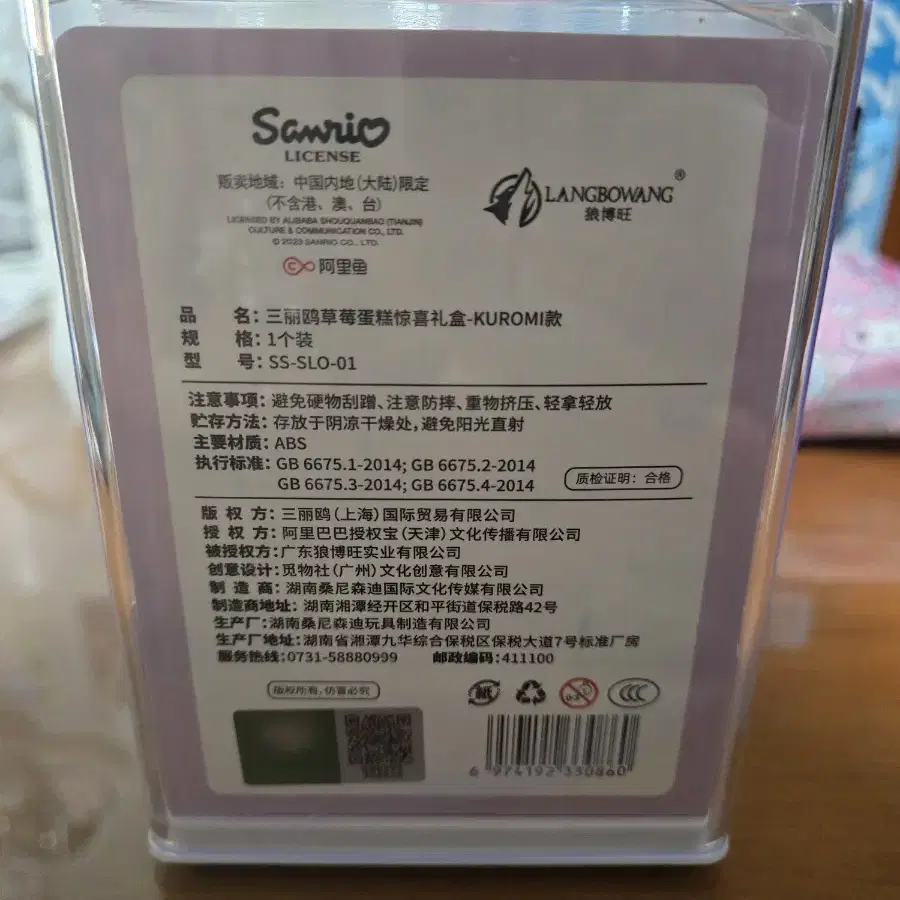 Sanrio
LICENSE
贩卖地域：中国内地(大陆)限定
(不含港、澳、台)
LICENSED BY ALIBABA SHOUQUANBAO (TIANJIN)
CULTURE & COMMUNICATION CO., LTD.
© 2023 SANRIO CO., LTD.
阿里鱼
LANGBOWANG®
狼博旺
品 名：三丽鸥草莓蛋糕惊喜礼盒-KUROMI款
规 格：1个装
型 号：SS-SLO-01
注意事项：避免硬物刮蹭、注意防摔、重物挤压、轻拿轻放
贮存方法：存放于阴凉干燥处，避免阳光直射
主要材质：ABS
执行标准：GB 6675.1-2014; GB 6675.2-2014
GB 6675.3-2014; GB 6675.4-2014
质检证明：合格
版 权 方：三丽鸥（上海）国际贸易有限公司
授 权 方：阿里巴巴授权宝（天津）文化传播有限公司
被授权方：广东狼博旺实业有限公司
创意设计：觅物社（广州）文化创意有限公司
制 造 商：湖南桑尼森迪国际文化传媒有限公司
制造商地址：湖南湘潭经开区和平街道保税路42号
生产厂：湖南桑尼森迪玩具制造有限公司
生产厂地址：湖南省湘潭九华综合保税区保税大道7号标准厂房
服务热线：0731-58880999 邮政编码：411100
版权所有，仿冒必究
0-3
CCC
6 974192 330860